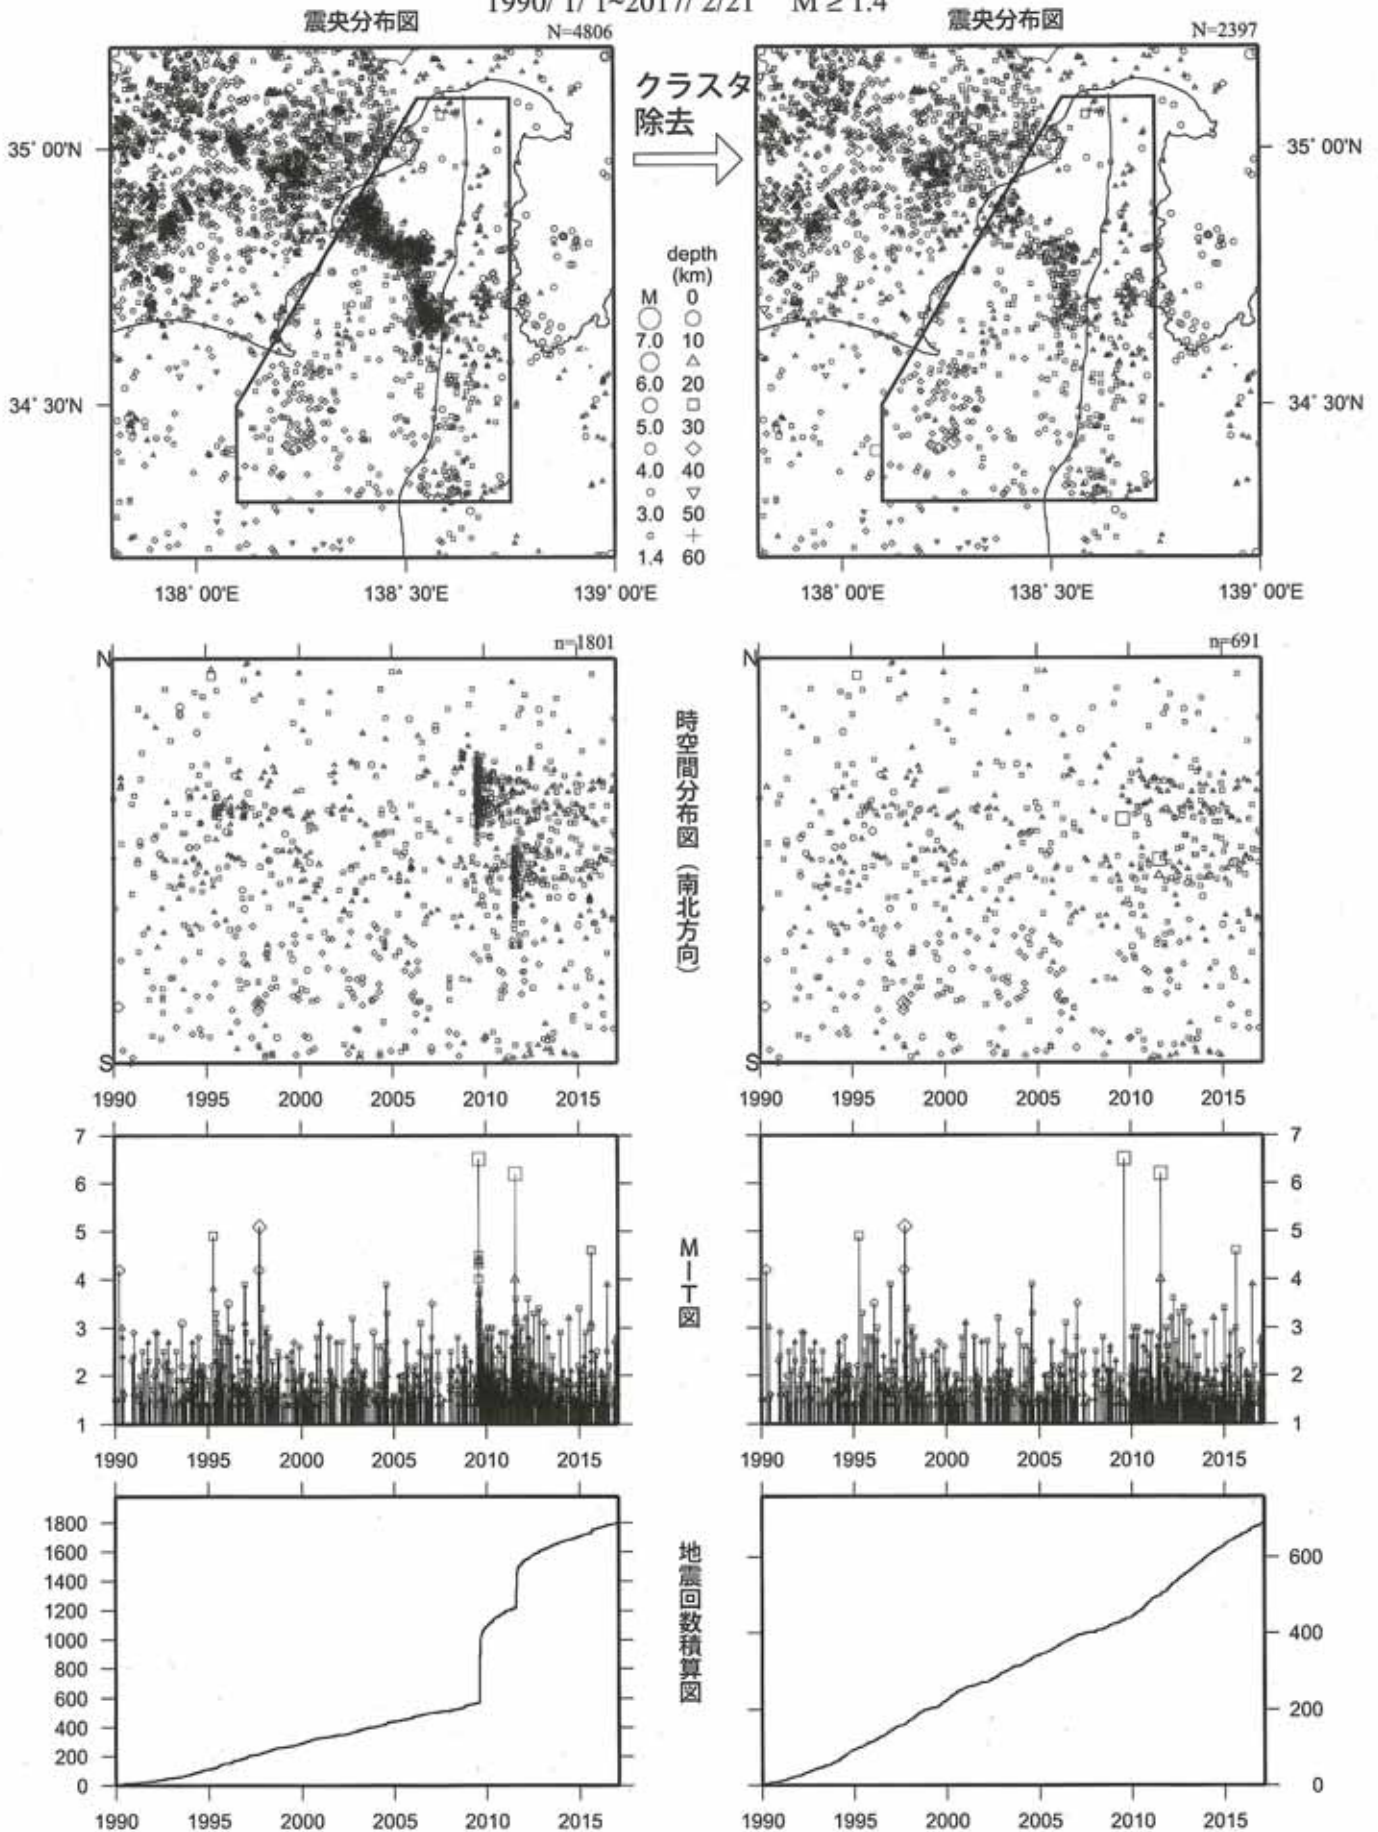 1990/ 1/ 1~2017/ 2/21 M ≥ 1.4
震央分布図
N=4806
震央分布図
N=2397
クラスタ
除去
35° 00'N
34° 30'N
138° 00'E
138° 30'E
139° 00'E
35° 00'N
34° 30'N
138° 00'E
138° 30'E
139° 00'E
depth
(km)
M 0
7.0 10
6.0 20
5.0 30
4.0 40
3.0 50
1.4 60
N
n=1801
S
1990 1995 2000 2005 2010 2015
時空間分布図(南北方向)
N
n=691
S
1990 1995 2000 2005 2010 2015
7
6
5
4
3
2
1
1990 1995 2000 2005 2010 2015
M-T図
7
6
5
4
3
2
1
1990 1995 2000 2005 2010 2015
1800
1600
1400
1200
1000
800
600
400
200
0
1990 1995 2000 2005 2010 2015
地震回数積算図
600
400
200
0
1990 1995 2000 2005 2010 2015